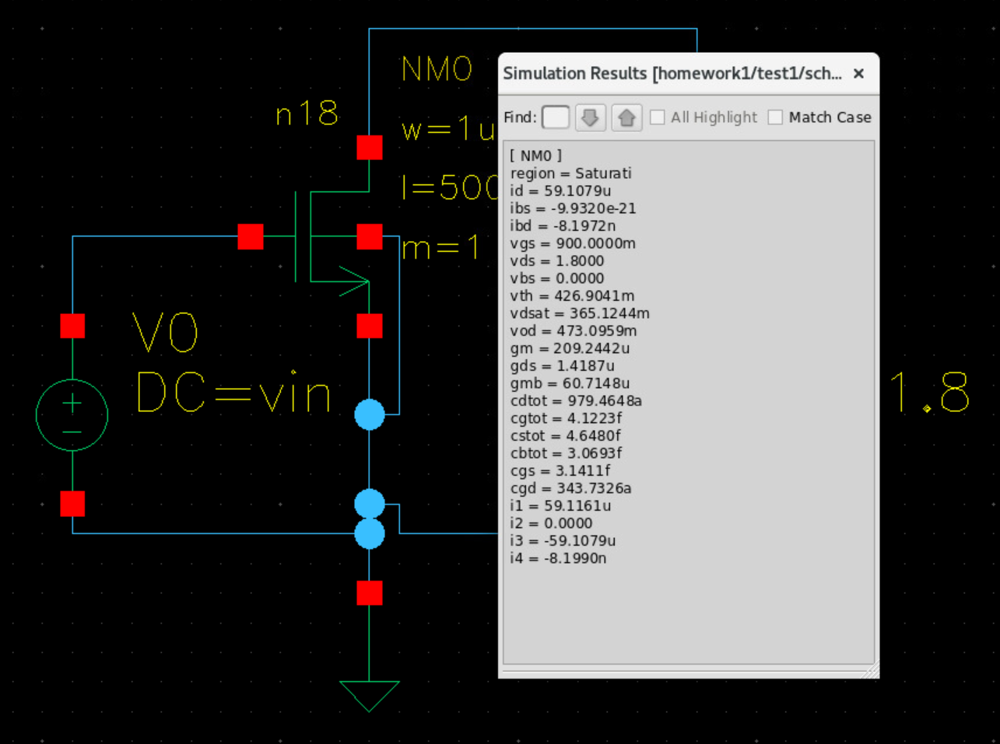 NM0
n18
w=1u
l=500
m=1
V0
DC=vin
1.8
Simulation Results [homework1/test1/sch... ×
Find: All Highlight Match Case
[ NM0 ]
region = Saturati
id = 59.1079u
ibs = -9.9320e-21
ibd = -8.1972n
vgs = 900.0000m
vds = 1.8000
vbs = 0.0000
vth = 426.9041m
vdsat = 365.1244m
vod = 473.0959m
gm = 209.2442u
gds = 1.4187u
gmb = 60.7148u
cdtot = 979.4648a
cgtot = 4.1223f
cstot = 4.6480f
cbtot = 3.0693f
cgs = 3.1411f
cgd = 343.7326a
i1 = 59.1161u
i2 = 0.0000
i3 = -59.1079u
i4 = -8.1990n